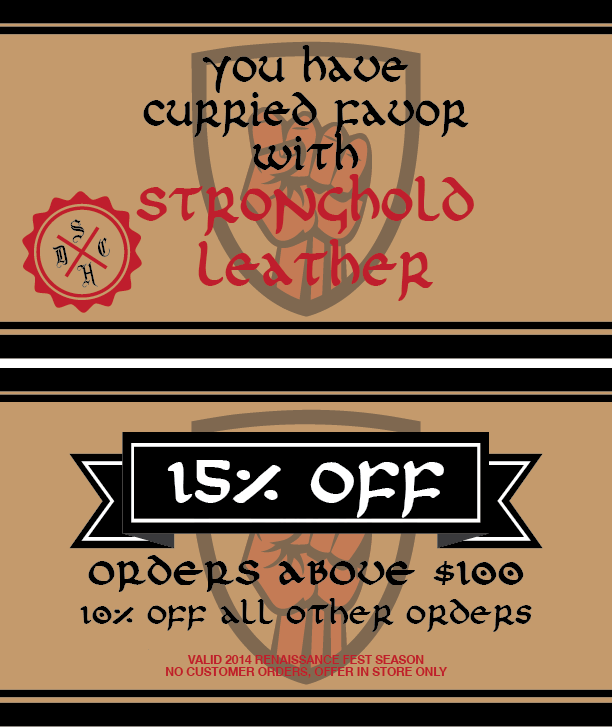 you have
curried favor
with
stronghold
leather
S
D C
H
15% OFF
ORDERS ABOVE $100
10% OFF all other orders
VALID 2014 RENAISSANCE FEST SEASON
NO CUSTOMER ORDERS, OFFER IN STORE ONLY